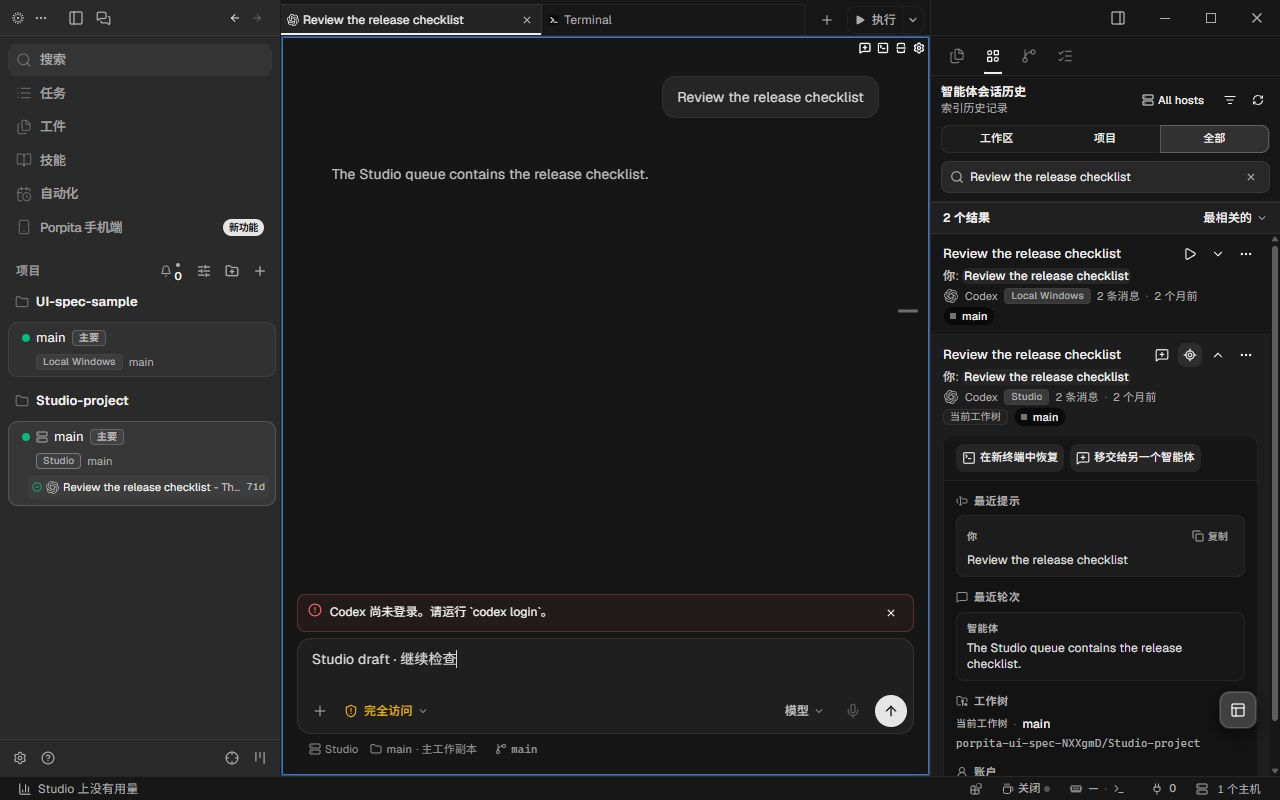 Review the release checklist
Terminal
执行
搜索
任务
工件
技能
自动化
Porpita 手机端
新功能
项目
0
UI-spec-sample
main 主要
Local Windows main
Studio-project
main 主要
Studio main
Review the release checklist - Th... 71d
Review the release checklist
The Studio queue contains the release checklist.
Codex 尚未登录。请运行 `codex login`。
Studio draft · 继续检查
完全访问
模型
Studio main · 主工作副本 main
智能体会话历史
索引历史记录
All hosts
工作区 项目 全部
Review the release checklist
2 个结果
最相关的
Review the release checklist
你: Review the release checklist
Codex Local Windows 2 条消息 · 2 个月前
main
Review the release checklist
你: Review the release checklist
Codex Studio 2 条消息 · 2 个月前
当前工作树 main
在新终端中恢复 移交给另一个智能体
最近提示
你 复制
Review the release checklist
最近轮次
智能体
The Studio queue contains the release
checklist.
工作树
当前工作树 · main
porpita-ui-spec-NXXgmD/Studio-project
账户
Studio 上没有用量
关闭
0
1 个主机